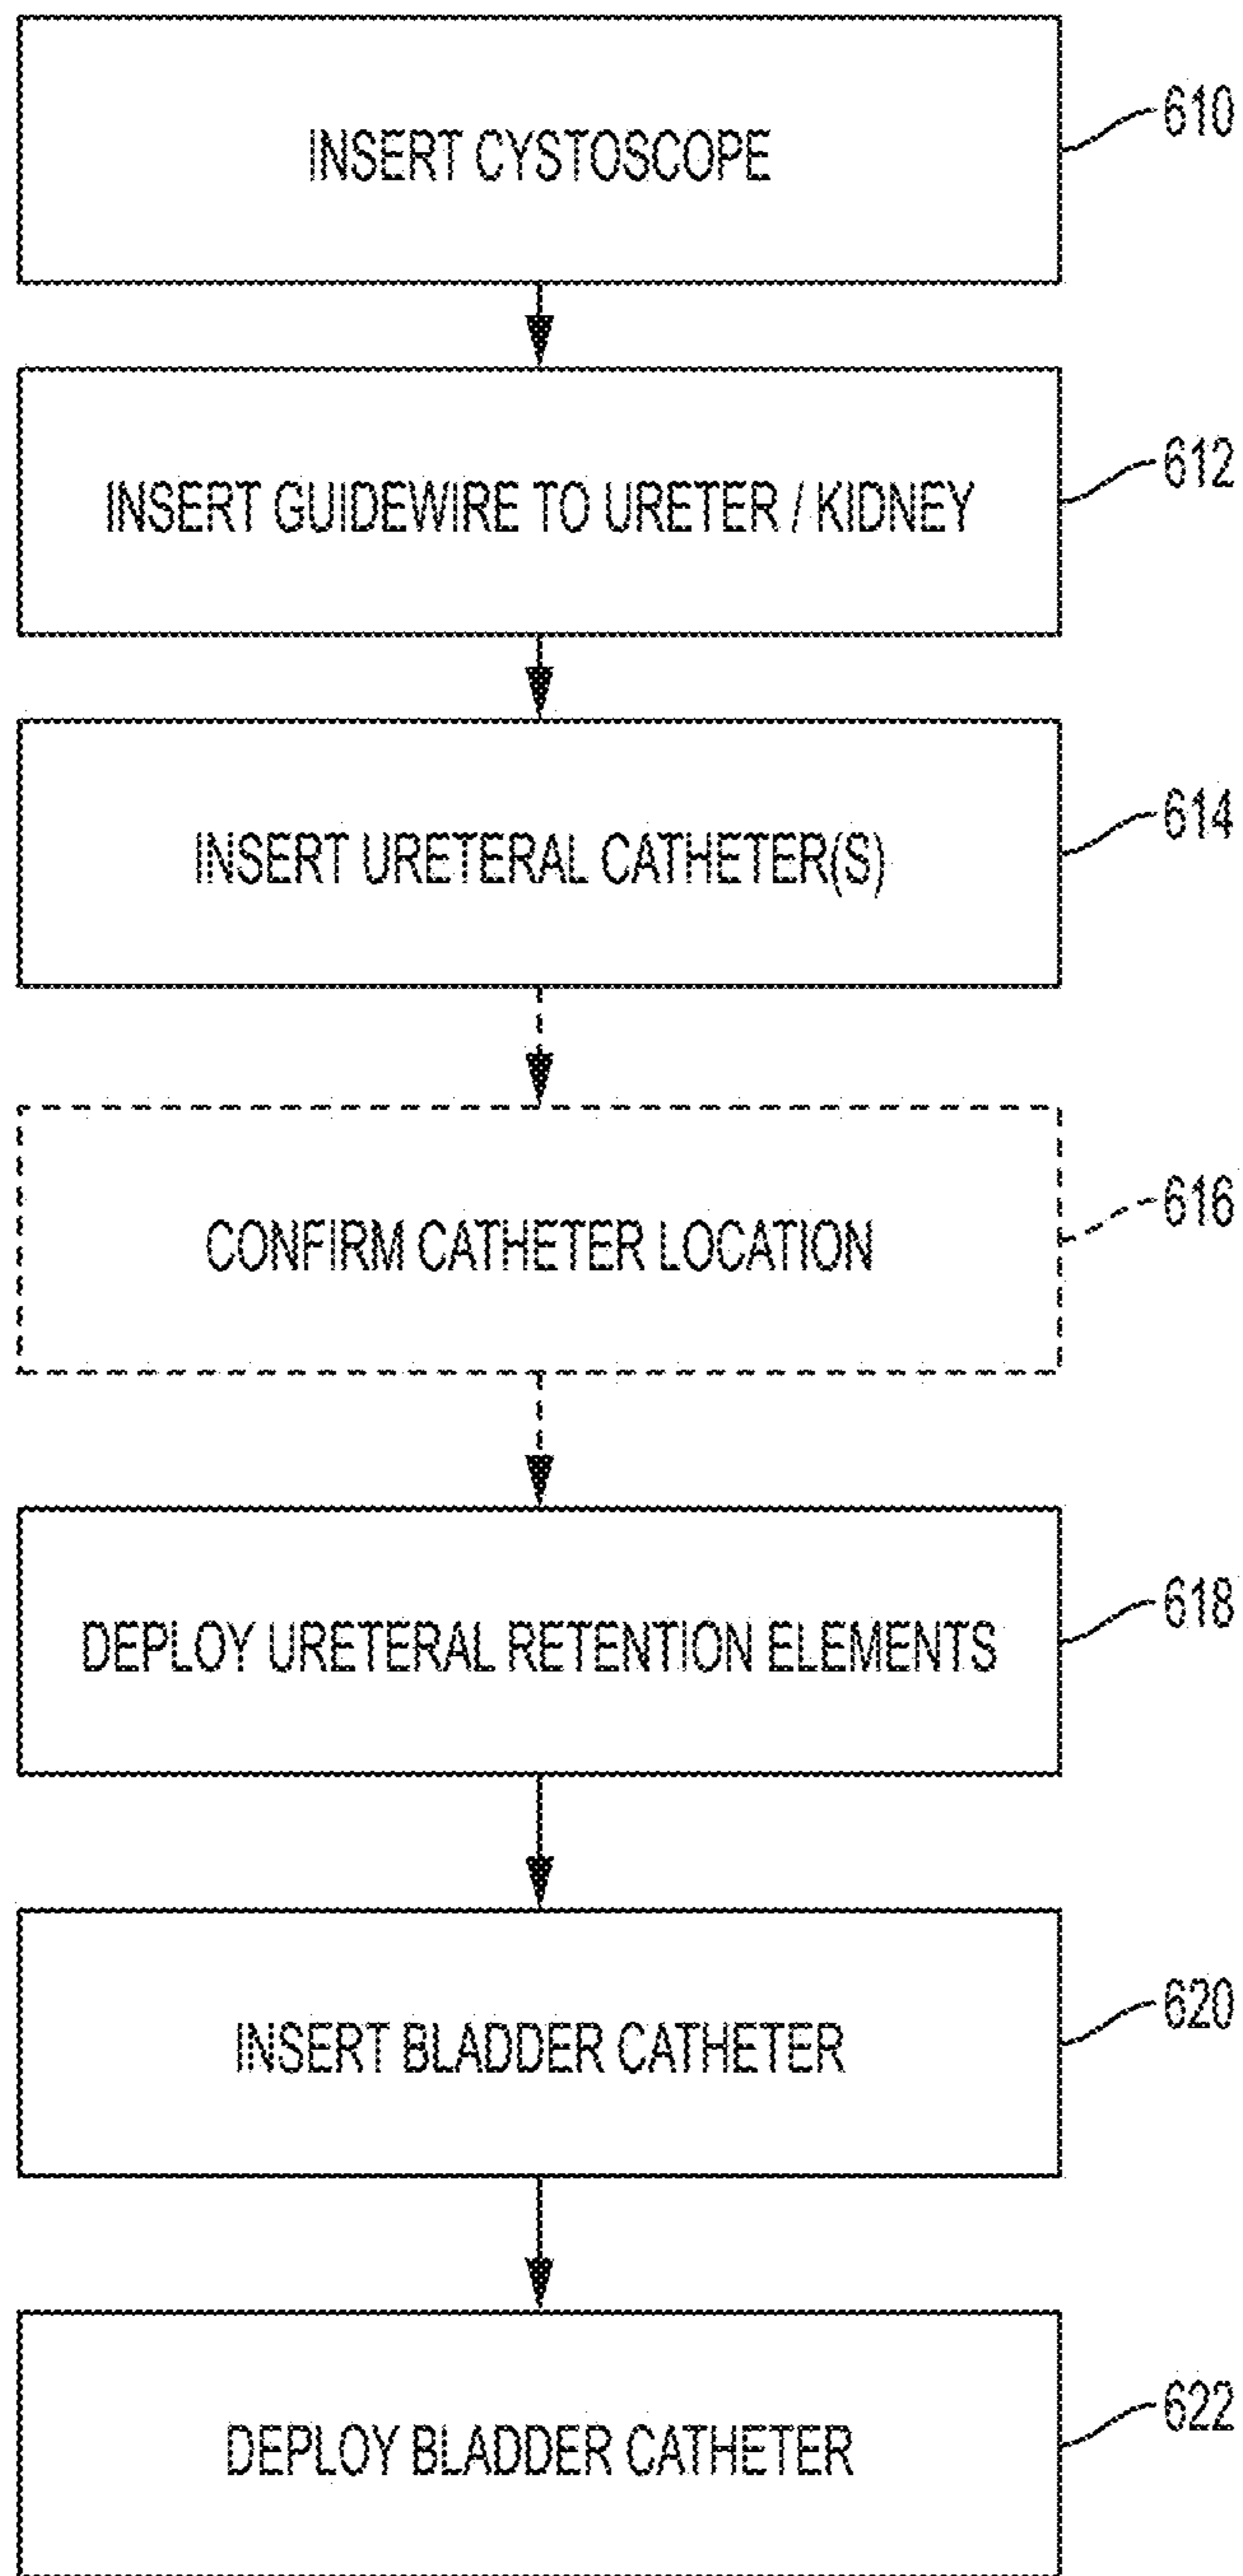 INSERT CYSTOSCOPE
610
INSERT GUIDEWIRE TO URETER / KIDNEY
612
INSERT URETERAL CATHETER(S)
614
CONFIRM CATHETER LOCATION
616
DEPLOY URETERAL RETENTION ELEMENTS
618
INSERT BLADDER CATHETER
620
DEPLOY BLADDER CATHETER
622